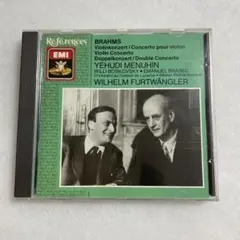 Références
EMI
BRAHMS
Violinkonzert/Concerto pour violon
Violin Concerto
Doppelkonzert/Double Concerto
YEHUDI MENUHIN
WILLI BOSKOVSKY • EMANUEL BRABEC
WILHELM FURTWÄNGLER